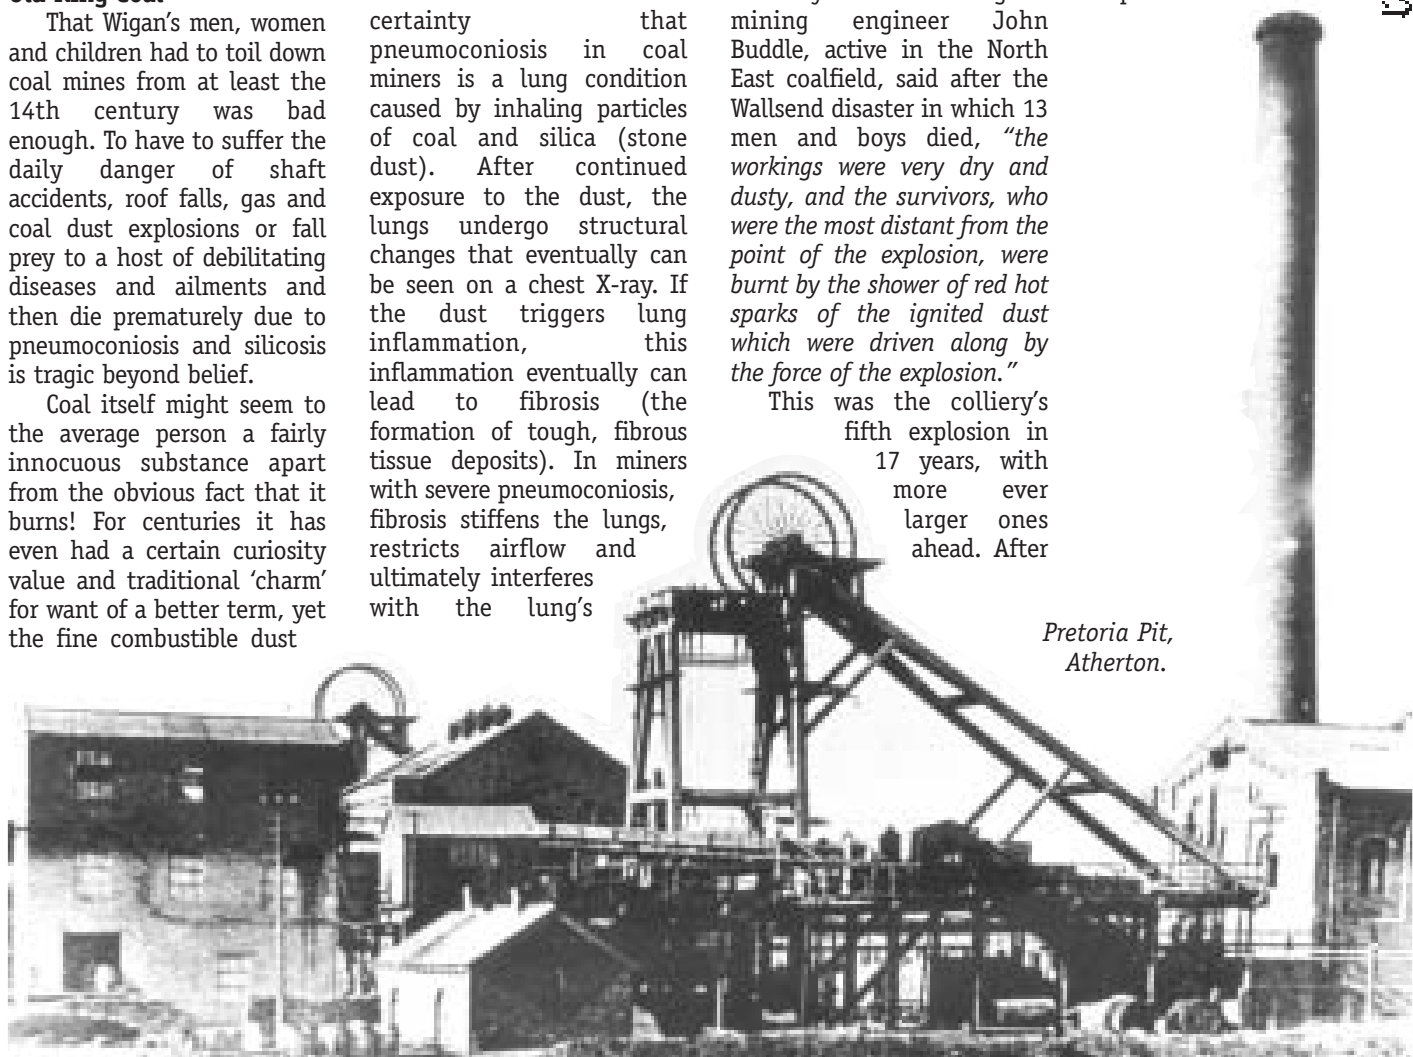 That Wigan's men, women
and children had to toil down
coal mines from at least the
14th century was bad
enough. To have to suffer the
daily danger of shaft
accidents, roof falls, gas and
coal dust explosions or fall
prey to a host of debilitating
diseases and ailments and
then die prematurely due to
pneumoconiosis and silicosis
is tragic beyond belief.
Coal itself might seem to
the average person a fairly
innocuous substance apart
from the obvious fact that it
burns! For centuries it has
even had a certain curiosity
value and traditional ‘charm’
for want of a better term, yet
the fine combustible dust
certainty that
pneumoconiosis in coal
miners is a lung condition
caused by inhaling particles
of coal and silica (stone
dust). After continued
exposure to the dust, the
lungs undergo structural
changes that eventually can
be seen on a chest X-ray. If
the dust triggers lung
inflammation, this
inflammation eventually can
lead to fibrosis (the
formation of tough, fibrous
tissue deposits). In miners
with severe pneumoconiosis,
fibrosis stiffens the lungs,
restricts airflow and
ultimately interferes
with the lung's
mining engineer John
Buddle, active in the North
East coalfield, said after the
Wallsend disaster in which 13
men and boys died, “the
workings were very dry and
dusty, and the survivors, who
were the most distant from the
point of the explosion, were
burnt by the shower of red hot
sparks of the ignited dust
which were driven along by
the force of the explosion.”
This was the colliery's
fifth explosion in
17 years, with
more ever
larger ones
ahead. After
Pretoria Pit,
Atherton.